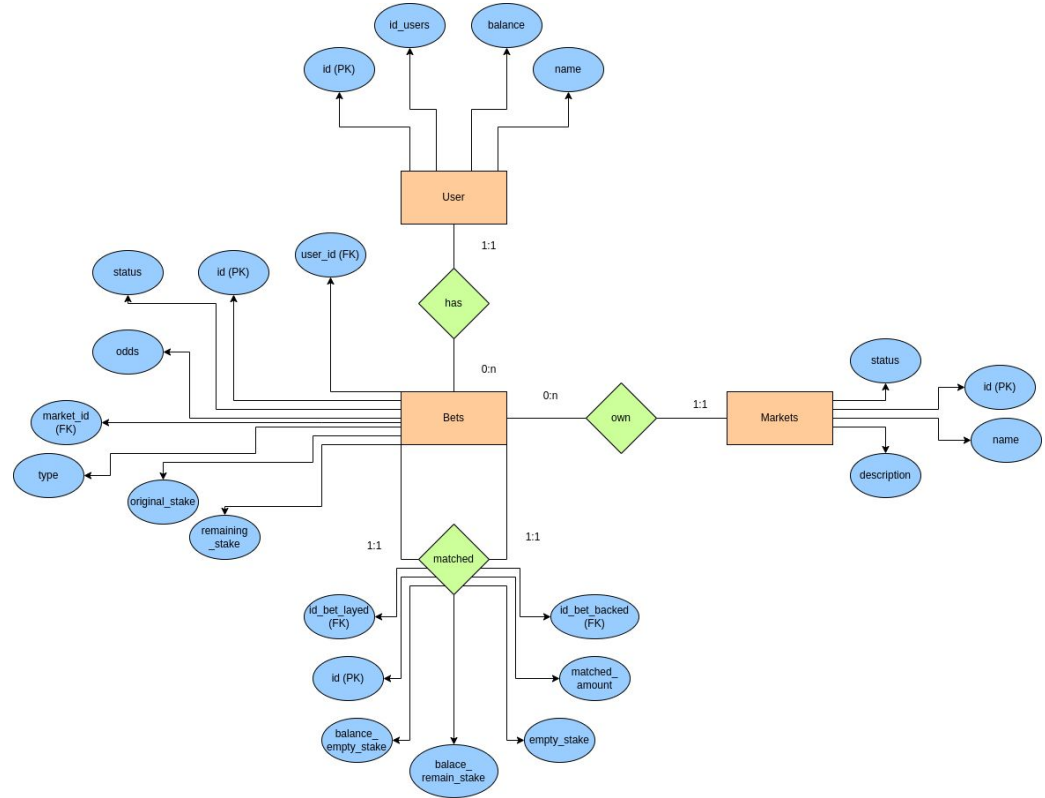 id_users
balance
id (PK)
name
User
1:1
user_id (FK)
status
id (PK)
has
odds
status
0:n
id (PK)
0:n
1:1
market_id
(FK)
Bets
own
Markets
name
type
description
original_stake
remaining
_stake
1:1
1:1
matched
id_bet_layed
(FK)
id_bet_backed
(FK)
id (PK)
matched_
amount
balance_
empty_stake
empty_stake
balace_
remain_stake